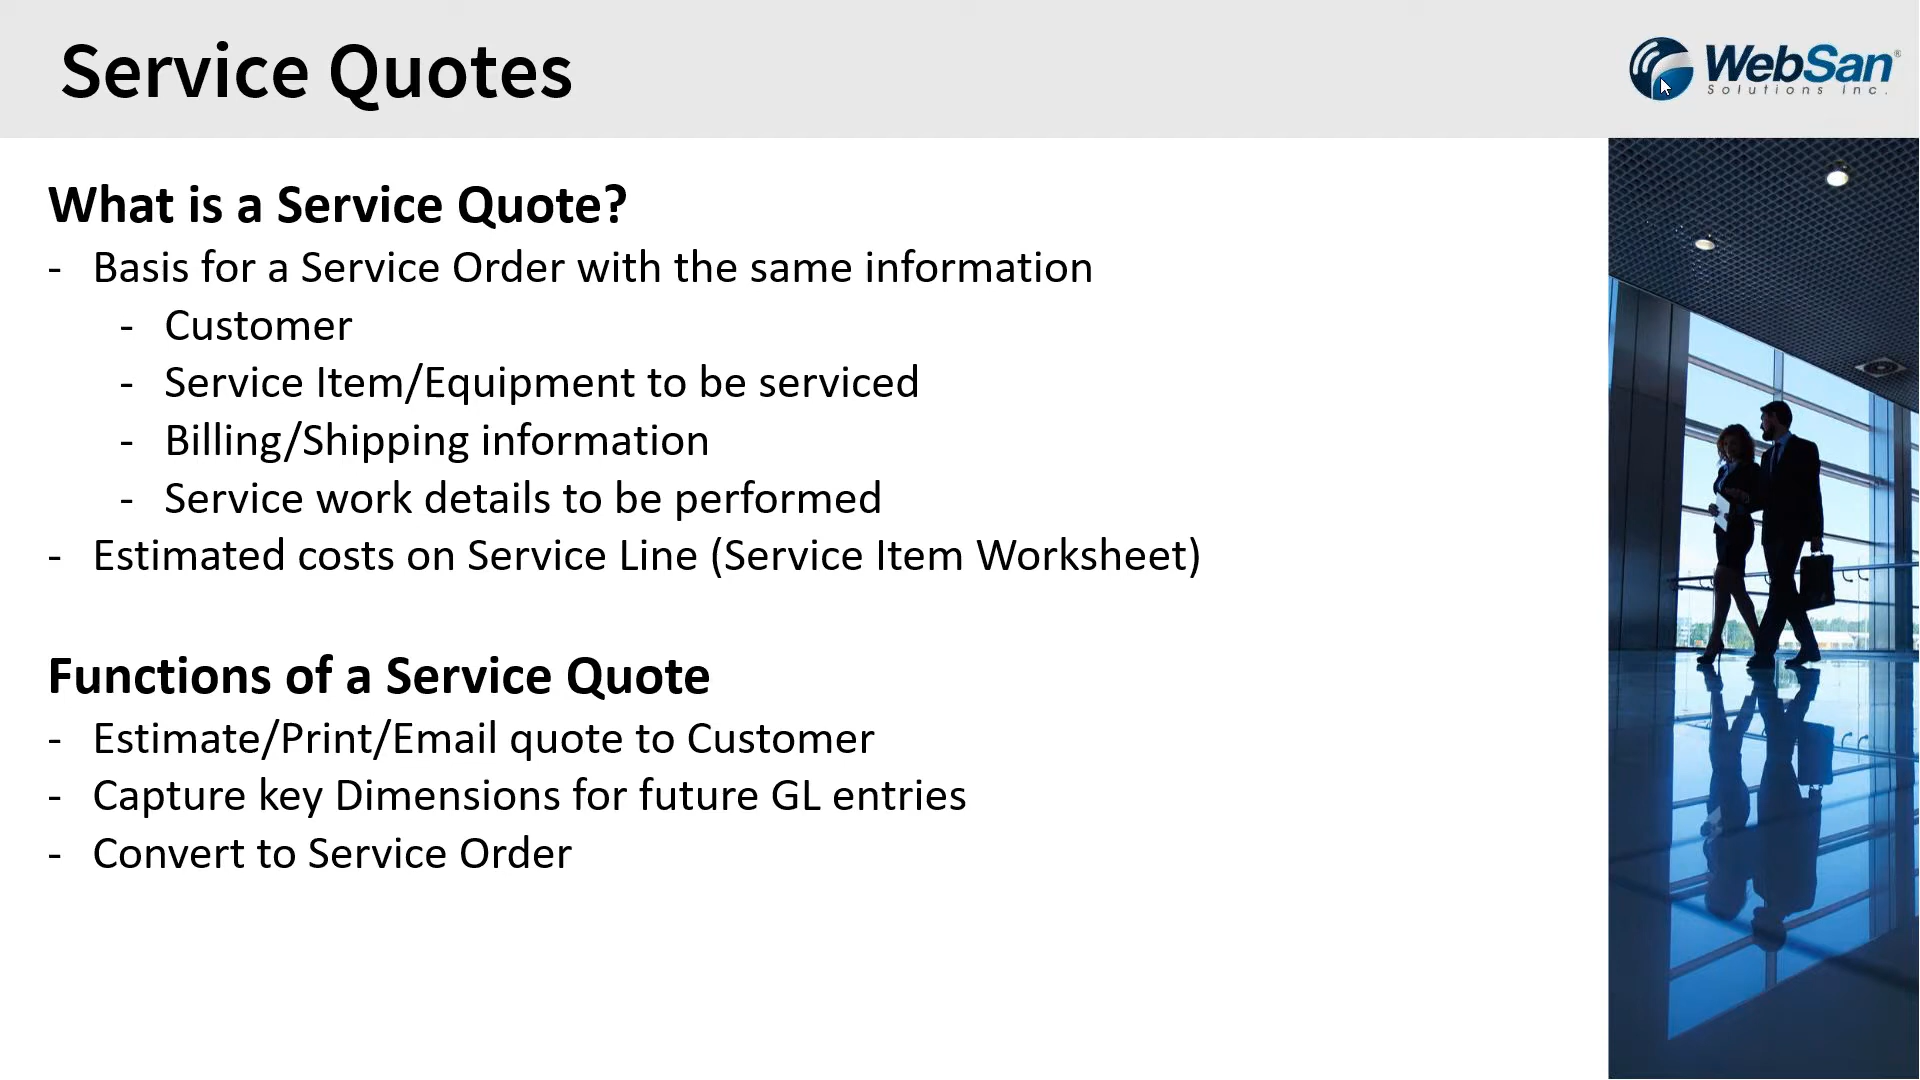 Service Quotes
WebSan®
Solutions Inc.
What is a Service Quote?
- Basis for a Service Order with the same information
- Customer
- Service Item/Equipment to be serviced
- Billing/Shipping information
- Service work details to be performed
- Estimated costs on Service Line (Service Item Worksheet)
Functions of a Service Quote
- Estimate/Print/Email quote to Customer
- Capture key Dimensions for future GL entries
- Convert to Service Order